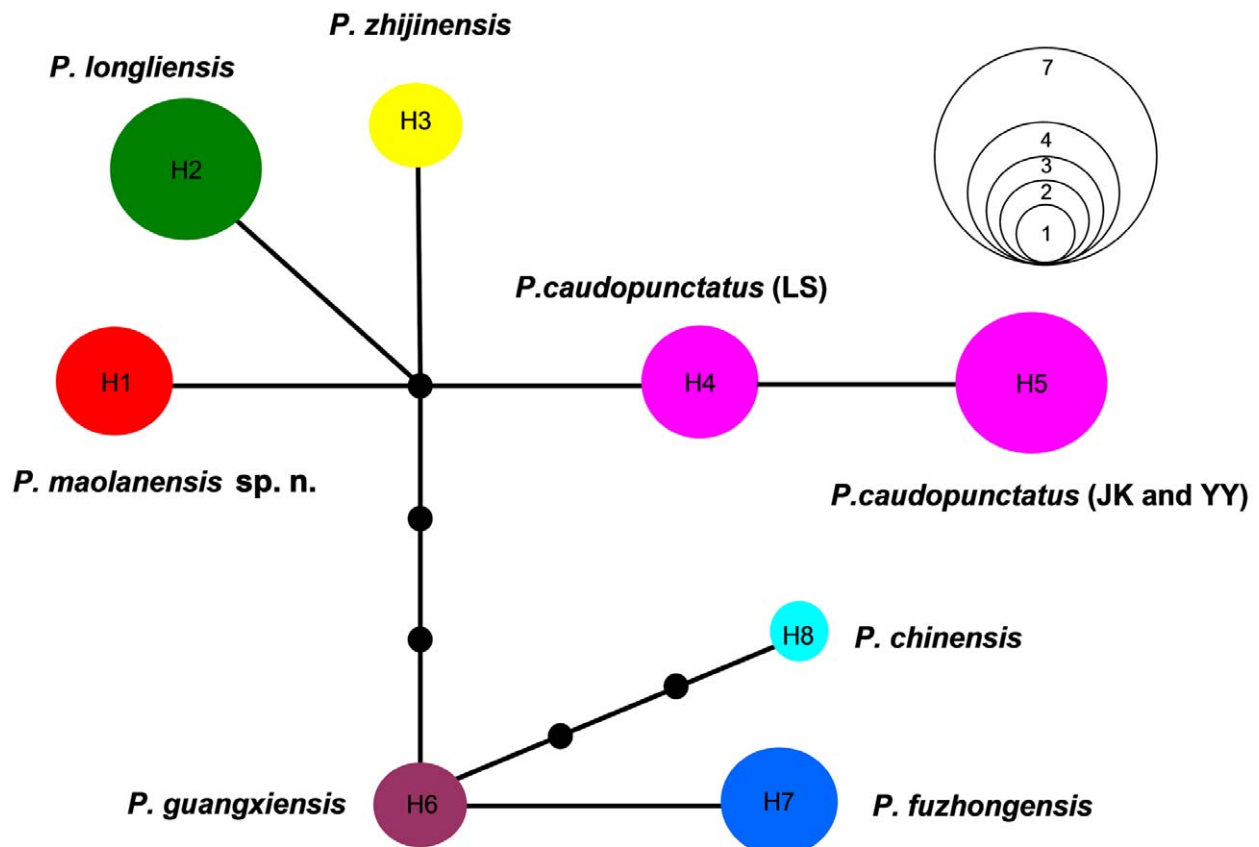 P. zhijinensis
P. longliensis
H3
H2
7
4
3
2
1
P.caudopunctatus (LS)
H1
H4
H5
P. maolanensis sp. n.
P.caudopunctatus (JK and YY)
H8
P. chinensis
P. guangxiensis
H6
H7
P. fuzhongensis